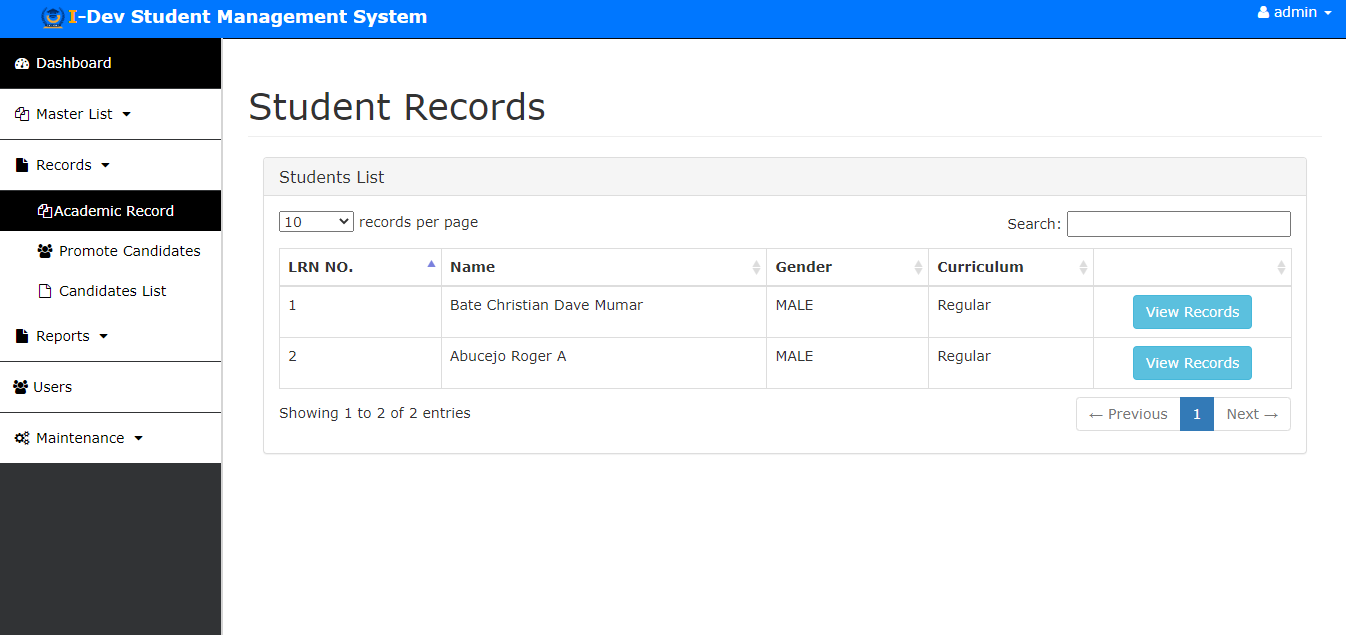 I-Dev Student Management System
admin
Dashboard
Master List
Records
Academic Record
Promote Candidates
Candidates List
Reports
Users
Maintenance
Student Records
Students List
10 records per page
Search:
LRN NO. Name Gender Curriculum
1 Bate Christian Dave Mumar MALE Regular View Records
2 Abucejo Roger A MALE Regular View Records
Showing 1 to 2 of 2 entries
← Previous 1 Next →